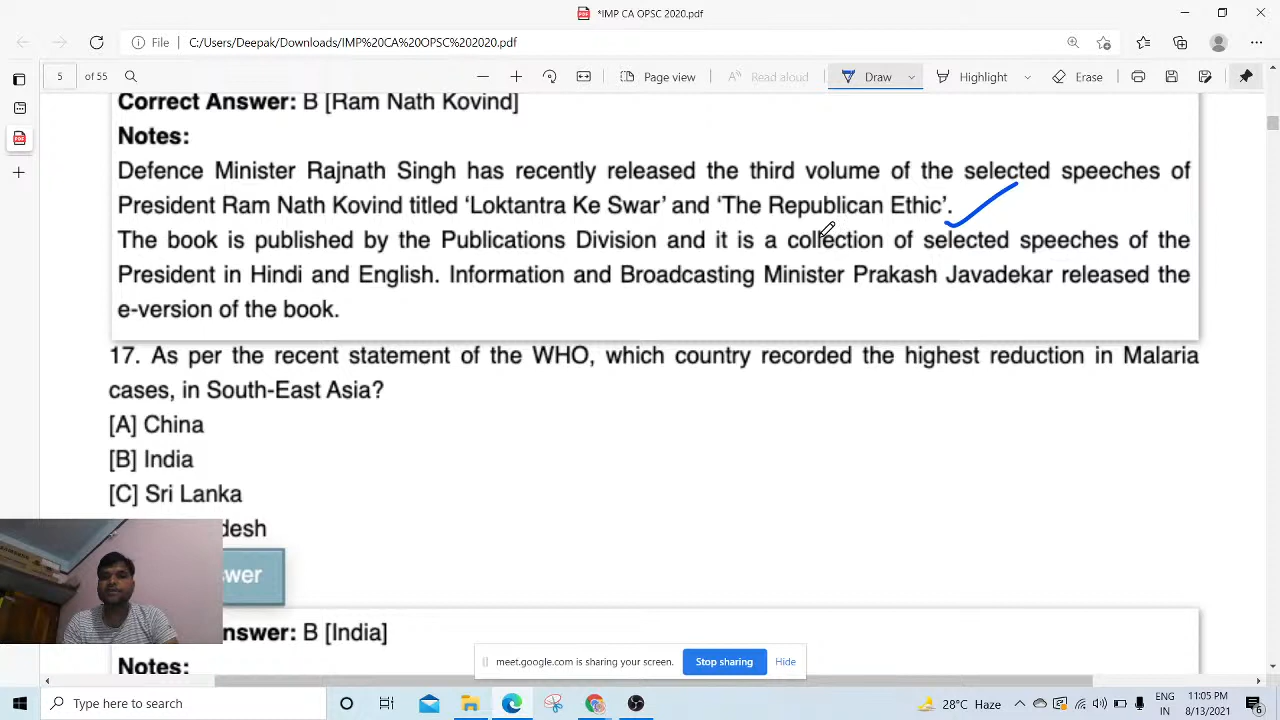 *IMP CA OPSC 2020.pdf
File C:/Users/Deepak/Downloads/IMP%20CA%20OPSC%202020.pdf
5 of 55 Page view Read aloud Draw Highlight Erase
Correct Answer: B [Ram Nath Kovind]
Notes:
Defence Minister Rajnath Singh has recently released the third volume of the selected speeches of
President Ram Nath Kovind titled ‘Loktantra Ke Swar’ and ‘The Republican Ethic’.
The book is published by the Publications Division and it is a collection of selected speeches of the
President in Hindi and English. Information and Broadcasting Minister Prakash Javadekar released the
e-version of the book.
17. As per the recent statement of the WHO, which country recorded the highest reduction in Malaria
cases, in South-East Asia?
[A] China
[B] India
[C] Sri Lanka
desh
swer
nswer: B [India]
Notes:
meet.google.com is sharing your screen. Stop sharing Hide
Type here to search
28°C Haze
ENG 11:05 PM
IN 8/13/2021 6